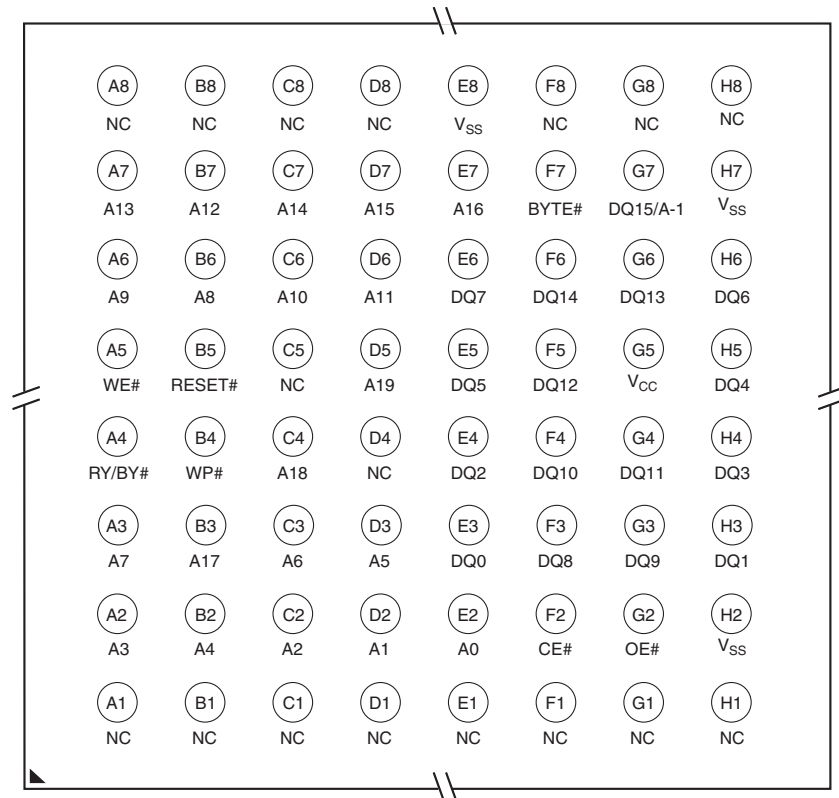 A8 B8 C8 D8 E8 F8 G8 H8
NC NC NC NC VSS NC NC NC
A7 B7 C7 D7 E7 F7 G7 H7
A13 A12 A14 A15 A16 BYTE# DQ15/A-1 VSS
A6 B6 C6 D6 E6 F6 G6 H6
A9 A8 A10 A11 DQ7 DQ14 DQ13 DQ6
A5 B5 C5 D5 E5 F5 G5 H5
WE# RESET# NC A19 DQ5 DQ12 VCC DQ4
A4 B4 C4 D4 E4 F4 G4 H4
RY/BY# WP# A18 NC DQ2 DQ10 DQ11 DQ3
A3 B3 C3 D3 E3 F3 G3 H3
A7 A17 A6 A5 DQ0 DQ8 DQ9 DQ1
A2 B2 C2 D2 E2 F2 G2 H2
A3 A4 A2 A1 A0 CE# OE# VSS
A1 B1 C1 D1 E1 F1 G1 H1
NC NC NC NC NC NC NC NC